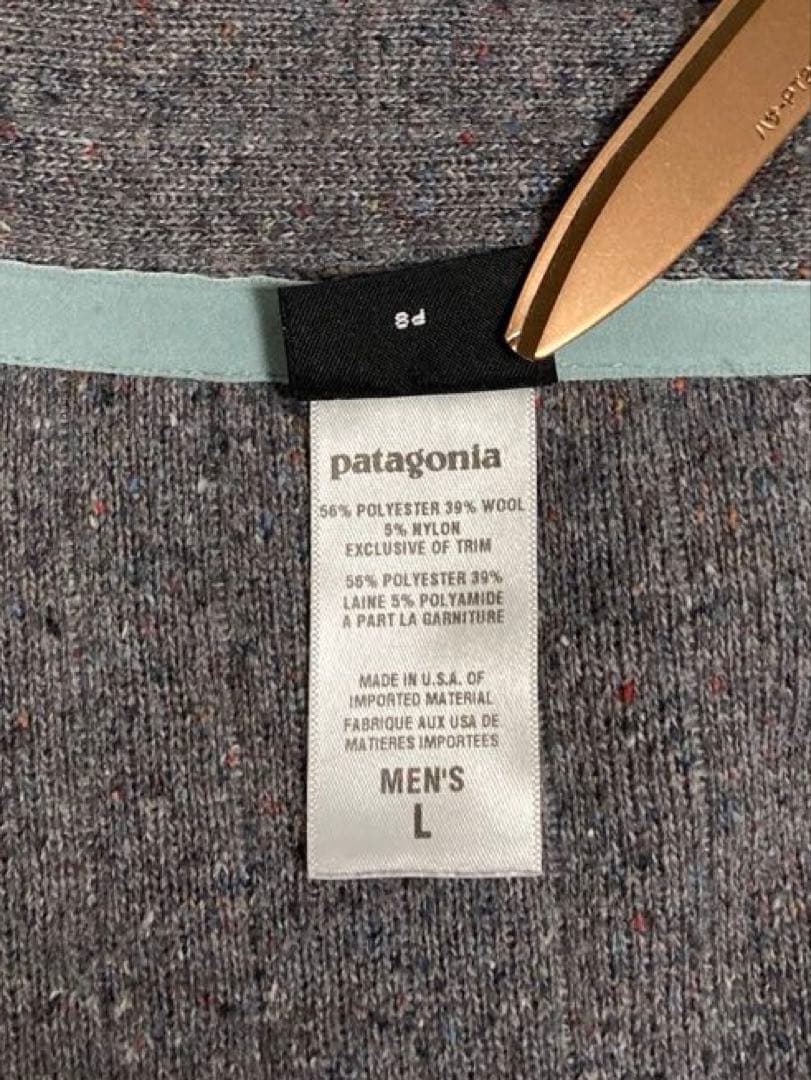 P8
patagonia
56% POLYESTER 39% WOOL
5% NYLON
EXCLUSIVE OF TRIM
56% POLYESTER 39%
LAINE 5% POLYAMIDE
A PART LA GARNITURE
MADE IN U.S.A. OF
IMPORTED MATERIAL
FABRIQUE AUX USA DE
MATIERES IMPORTEES
MEN'S
L